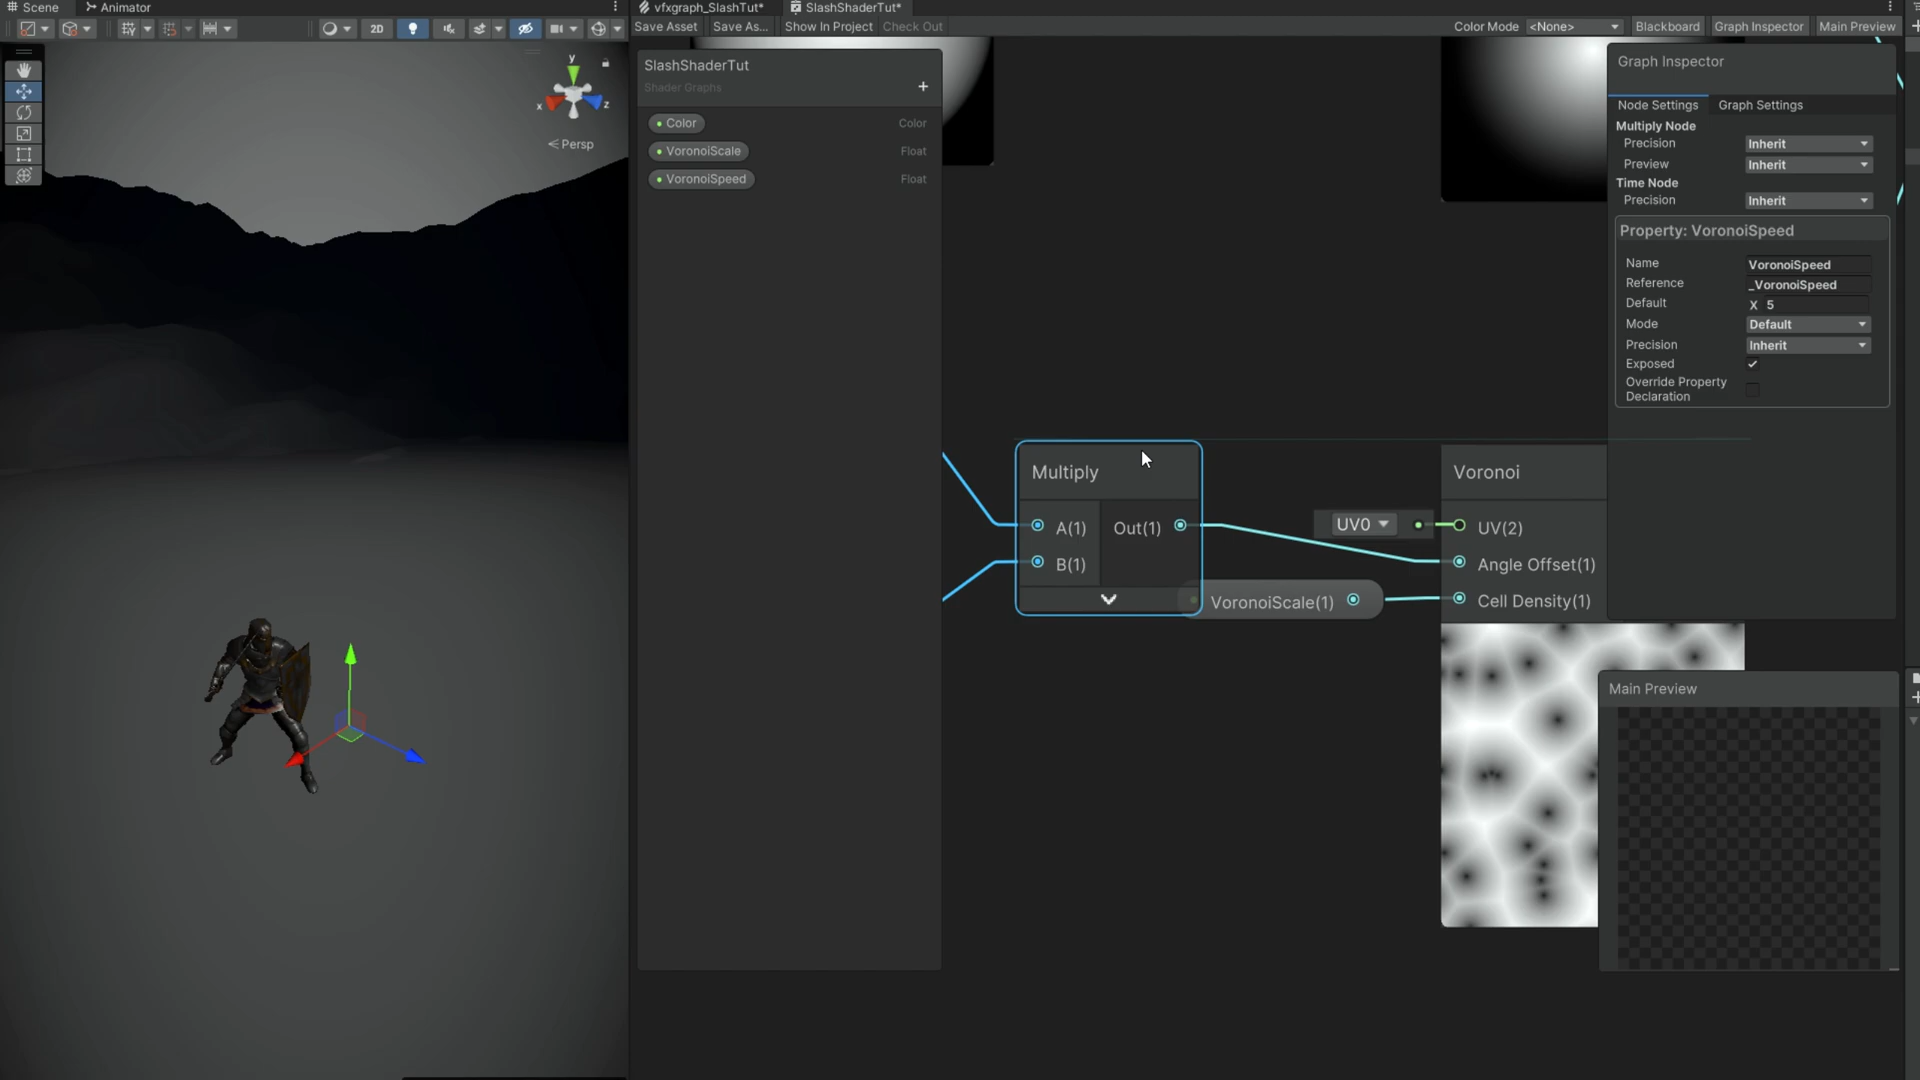 Scene
Animator
vfxgraph_SlashTut*
SlashShaderTut*
2D
Save Asset
Save As...
Show In Project
Check Out
Color Mode
<None>
Blackboard
Graph Inspector
Main Preview
y
x
z
Persp
SlashShaderTut
Shader Graphs
+
Color
Color
VoronoiScale
Float
VoronoiSpeed
Float
Graph Inspector
Node Settings
Graph Settings
Multiply Node
Precision
Inherit
Preview
Inherit
Time Node
Precision
Inherit
Property: VoronoiSpeed
Name
VoronoiSpeed
Reference
_VoronoiSpeed
Default
X 5
Mode
Default
Precision
Inherit
Exposed
Override Property
Declaration
Multiply
A(1)
Out(1)
B(1)
VoronoiScale(1)
UV0
Voronoi
UV(2)
Angle Offset(1)
Cell Density(1)
Main Preview